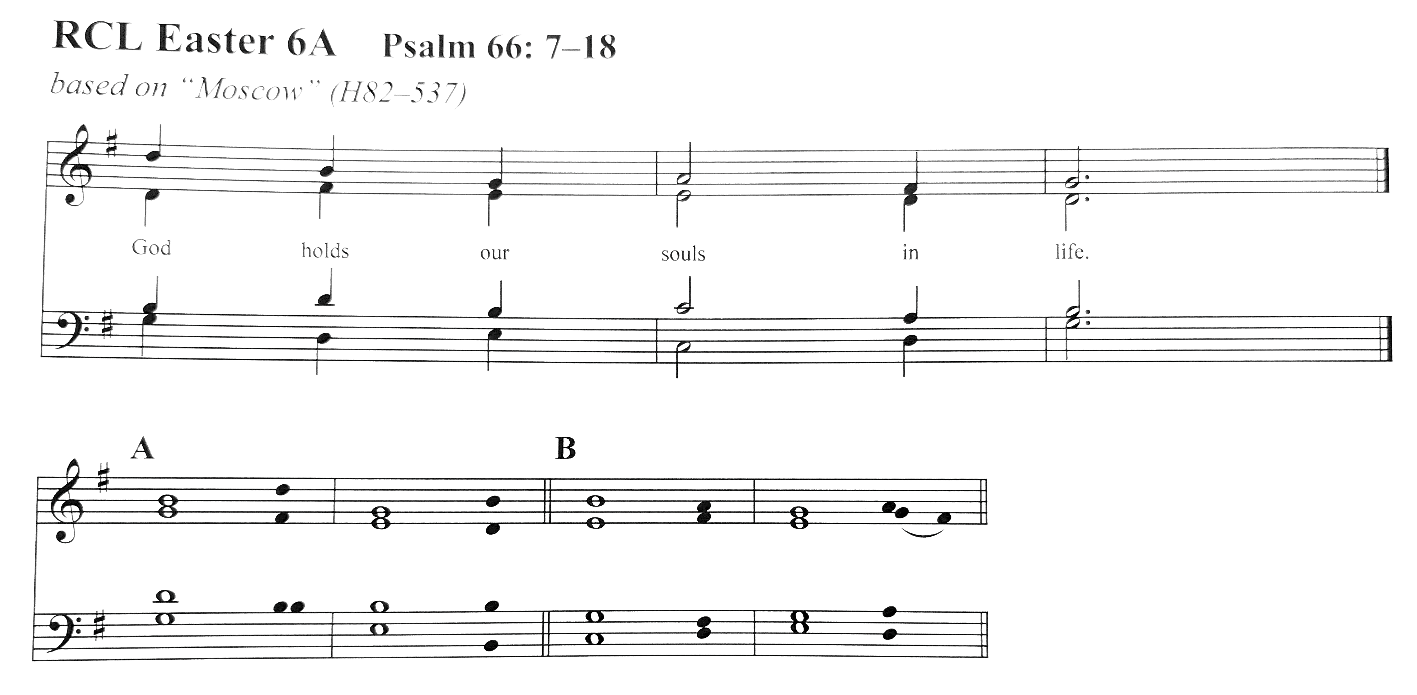 RCL Easter 6A Psalm 66: 7–18
based on “Moscow” (H82–537)
God holds our souls in life.
A B